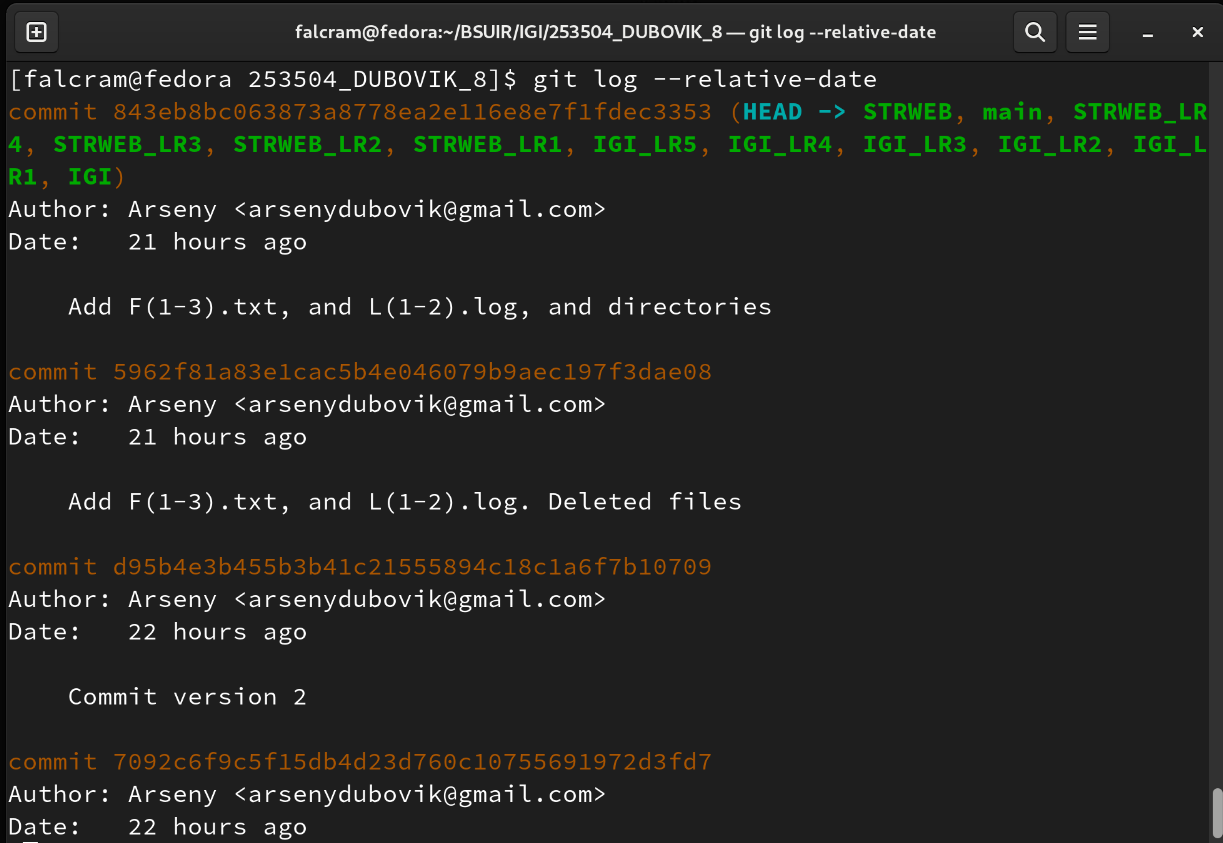 falcram@fedora:~/BSUIR/IGI/253504_DUBOVIK_8 — git log --relative-date
[falcram@fedora 253504_DUBOVIK_8]$ git log --relative-date
commit 843eb8bc063873a8778ea2e116e8e7f1fdec3353 (HEAD -> STRWEB, main, STRWEB_LR
4, STRWEB_LR3, STRWEB_LR2, STRWEB_LR1, IGI_LR5, IGI_LR4, IGI_LR3, IGI_LR2, IGI_L
R1, IGI)
Author: Arseny <arsenydubovik@gmail.com>
Date:   21 hours ago

    Add F(1-3).txt, and L(1-2).log, and directories

commit 5962f81a83e1cac5b4e046079b9aec197f3dae08
Author: Arseny <arsenydubovik@gmail.com>
Date:   21 hours ago

    Add F(1-3).txt, and L(1-2).log. Deleted files

commit d95b4e3b455b3b41c21555894c18c1a6f7b10709
Author: Arseny <arsenydubovik@gmail.com>
Date:   22 hours ago

    Commit version 2

commit 7092c6f9c5f15db4d23d760c10755691972d3fd7
Author: Arseny <arsenydubovik@gmail.com>
Date:   22 hours ago